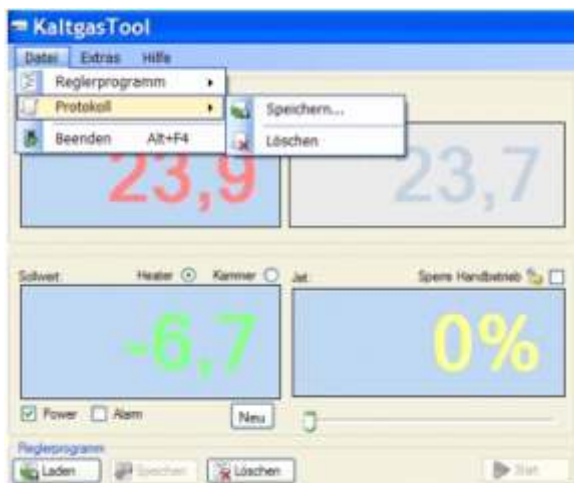 KaltgasTool
Datei Extras Hilfe
Reglerprogramm
Protokoll
Speichern...
Beenden Alt+F4
Löschen
23,9 23,7
Sollwert Heater Kammer Jet Sperre Handbetrieb
-6,7 0%
Power Alarm Neu
Reglerprogramm
Laden Speichern Löschen Start